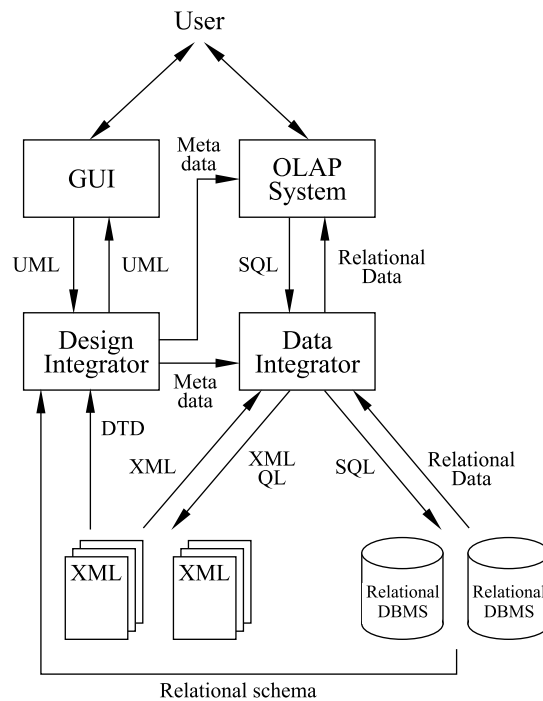 User
Meta
data
GUI
OLAP
System
UML
UML
SQL
Relational
Data
Design
Integrator
Data
Integrator
Meta
data
DTD
XML
XML
QL
SQL
Relational
Data
XML
XML
Relational
DBMS
Relational
DBMS
Relational schema